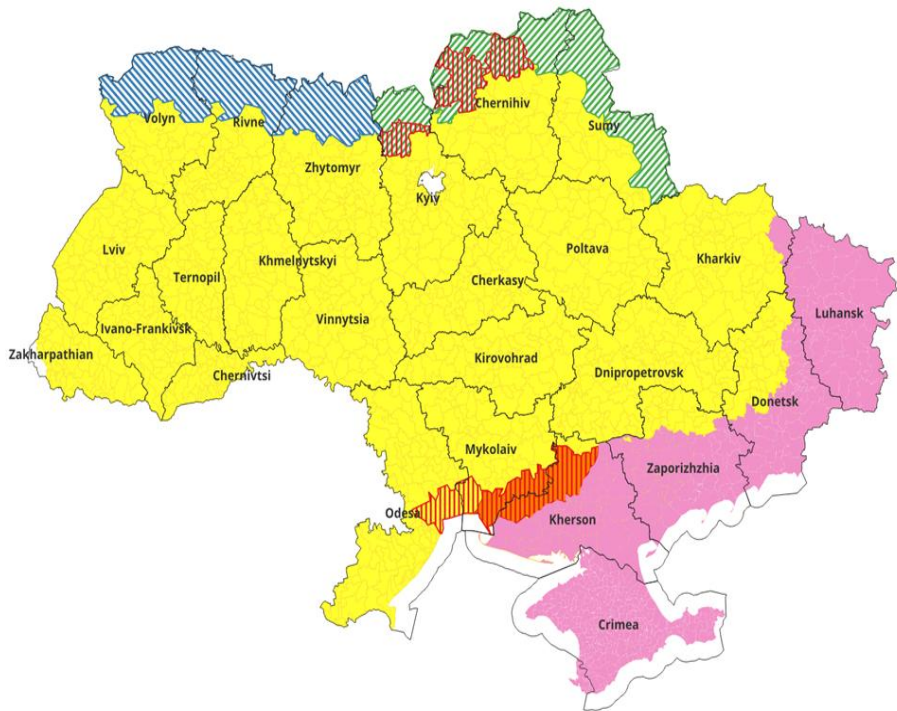 Chernihiv
Volyn
Rivne
Sumy
Zhytomyr
Kyiv
Lviv
Ternopil
Khmelnytskyi
Cherkasy
Poltava
Kharkiv
Vinnytsia
Luhansk
Ivano-Frankivsk
Zakharpathian
Chernivtsi
Kirovohrad
Dnipropetrovsk
Donetsk
Mykolaiv
Zaporizhzhia
Odesa
Kherson
Crimea